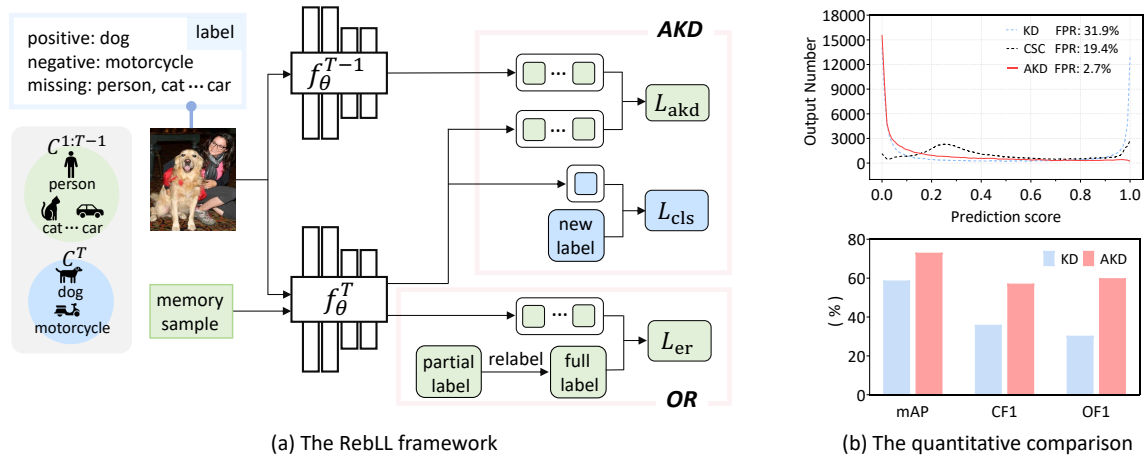 label
positive: dog
negative: motorcycle
missing: person, cat ··· car
C^{1:T−1}
person
cat ··· car
C^T
dog
motorcycle
memory
sample
f_θ^{T−1}
f_θ^T
AKD
···
···
L_akd
new
label
L_cls
···
partial
label
relabel
full
label
L_er
OR
(a) The RebLL framework
Output Number
18000
15000
12000
9000
6000
3000
0
KD FPR: 31.9%
CSC FPR: 19.4%
AKD FPR: 2.7%
0.0 0.2 0.4 0.6 0.8 1.0
Prediction score
(%)
80
60
40
20
0
KD AKD
mAP CF1 OF1
(b) The quantitative comparison